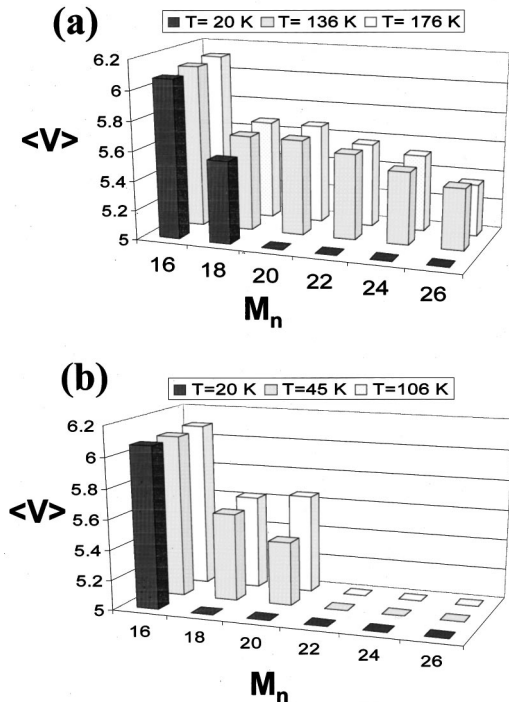 (a)
T= 20 K T= 136 K T= 176 K
6.2
6
5.8
<V>
5.6
5.4
5.2
5
16 18 20 22 24 26
Mn
(b)
T=20 K T=45 K T=106 K
6.2
6
5.8
<V>
5.6
5.4
5.2
5
16 18 20 22 24 26
Mn